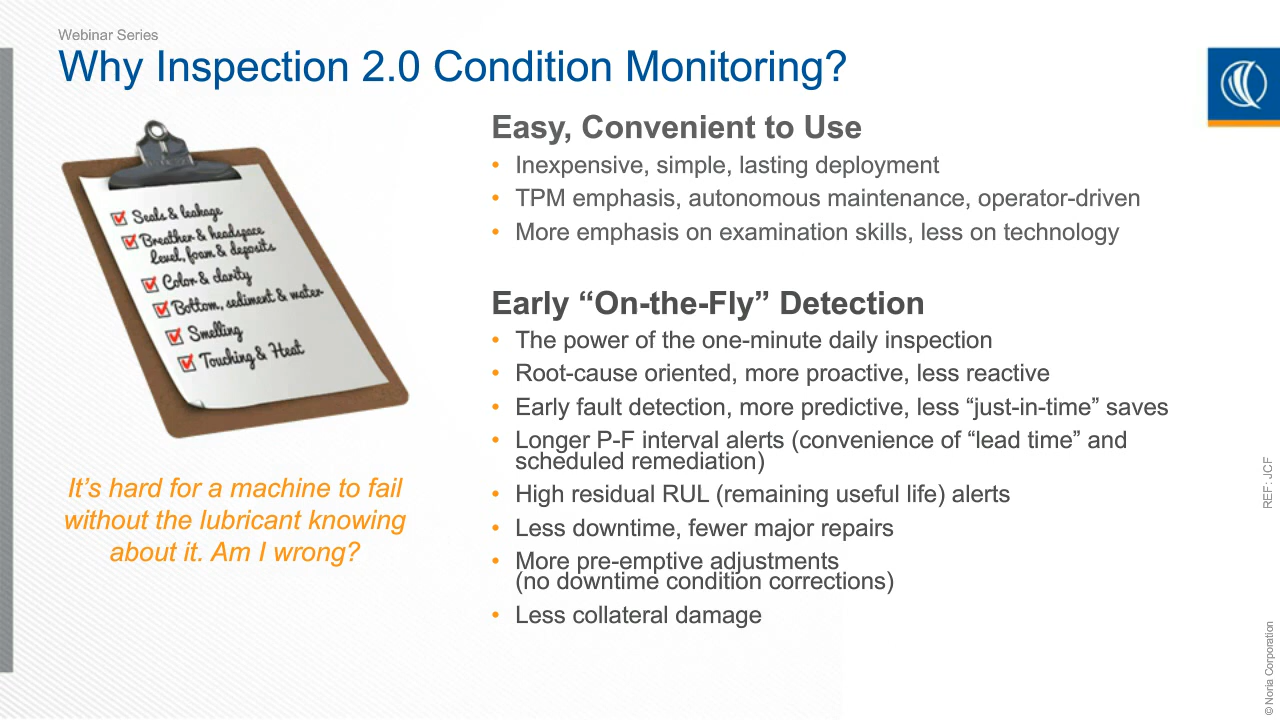 Webinar Series
Why Inspection 2.0 Condition Monitoring?
Seals & leakage
Breather & headspace
level, foam & deposits
Color & clarity
Bottom, sediment & water
Smelling
Touching & Heat
It’s hard for a machine to fail
without the lubricant knowing
about it. Am I wrong?
Easy, Convenient to Use
• Inexpensive, simple, lasting deployment
• TPM emphasis, autonomous maintenance, operator-driven
• More emphasis on examination skills, less on technology
Early “On-the-Fly” Detection
• The power of the one-minute daily inspection
• Root-cause oriented, more proactive, less reactive
• Early fault detection, more predictive, less “just-in-time” saves
• Longer P-F interval alerts (convenience of “lead time” and
scheduled remediation)
• High residual RUL (remaining useful life) alerts
• Less downtime, fewer major repairs
• More pre-emptive adjustments
(no downtime condition corrections)
• Less collateral damage
REF: JCF
© Noria Corporation